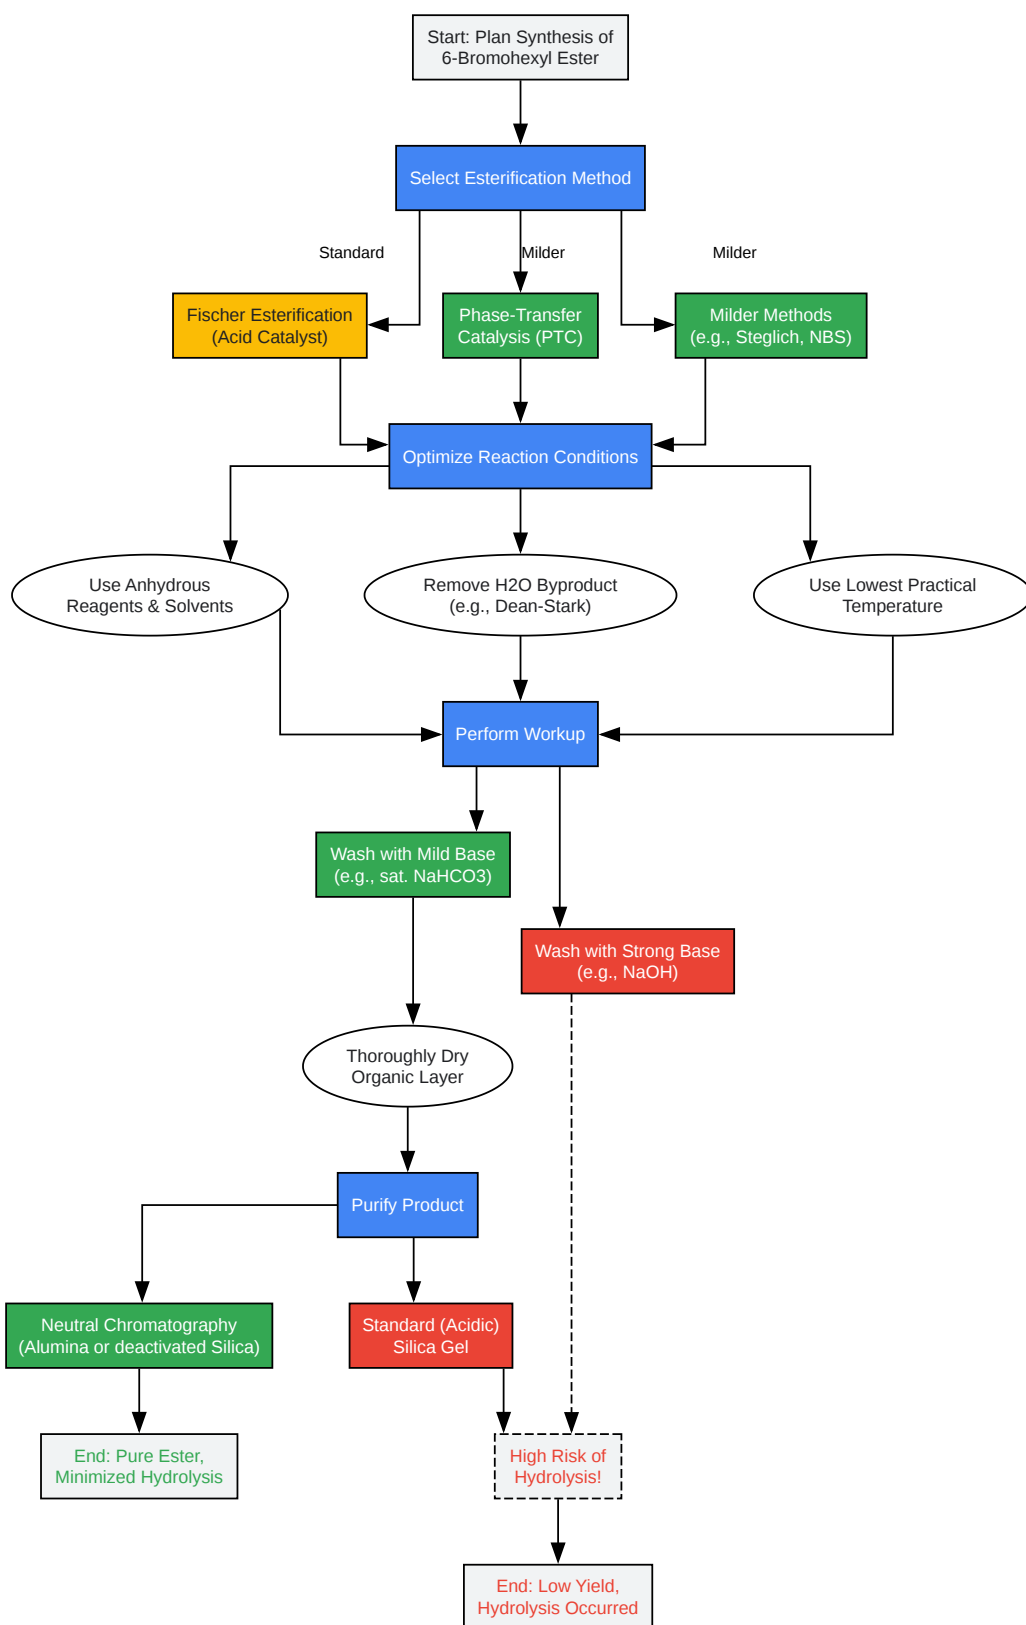 Start: Plan Synthesis of
6-Bromohexyl Ester
Select Esterification Method
Standard
Milder
Milder
Fischer Esterification
(Acid Catalyst)
Phase-Transfer
Catalysis (PTC)
Milder Methods
(e.g., Steglich, NBS)
Optimize Reaction Conditions
Use Anhydrous
Reagents & Solvents
Remove H2O Byproduct
(e.g., Dean-Stark)
Use Lowest Practical
Temperature
Perform Workup
Wash with Mild Base
(e.g., sat. NaHCO3)
Wash with Strong Base
(e.g., NaOH)
Thoroughly Dry
Organic Layer
Purify Product
Neutral Chromatography
(Alumina or deactivated Silica)
Standard (Acidic)
Silica Gel
End: Pure Ester,
Minimized Hydrolysis
High Risk of
Hydrolysis!
End: Low Yield,
Hydrolysis Occurred